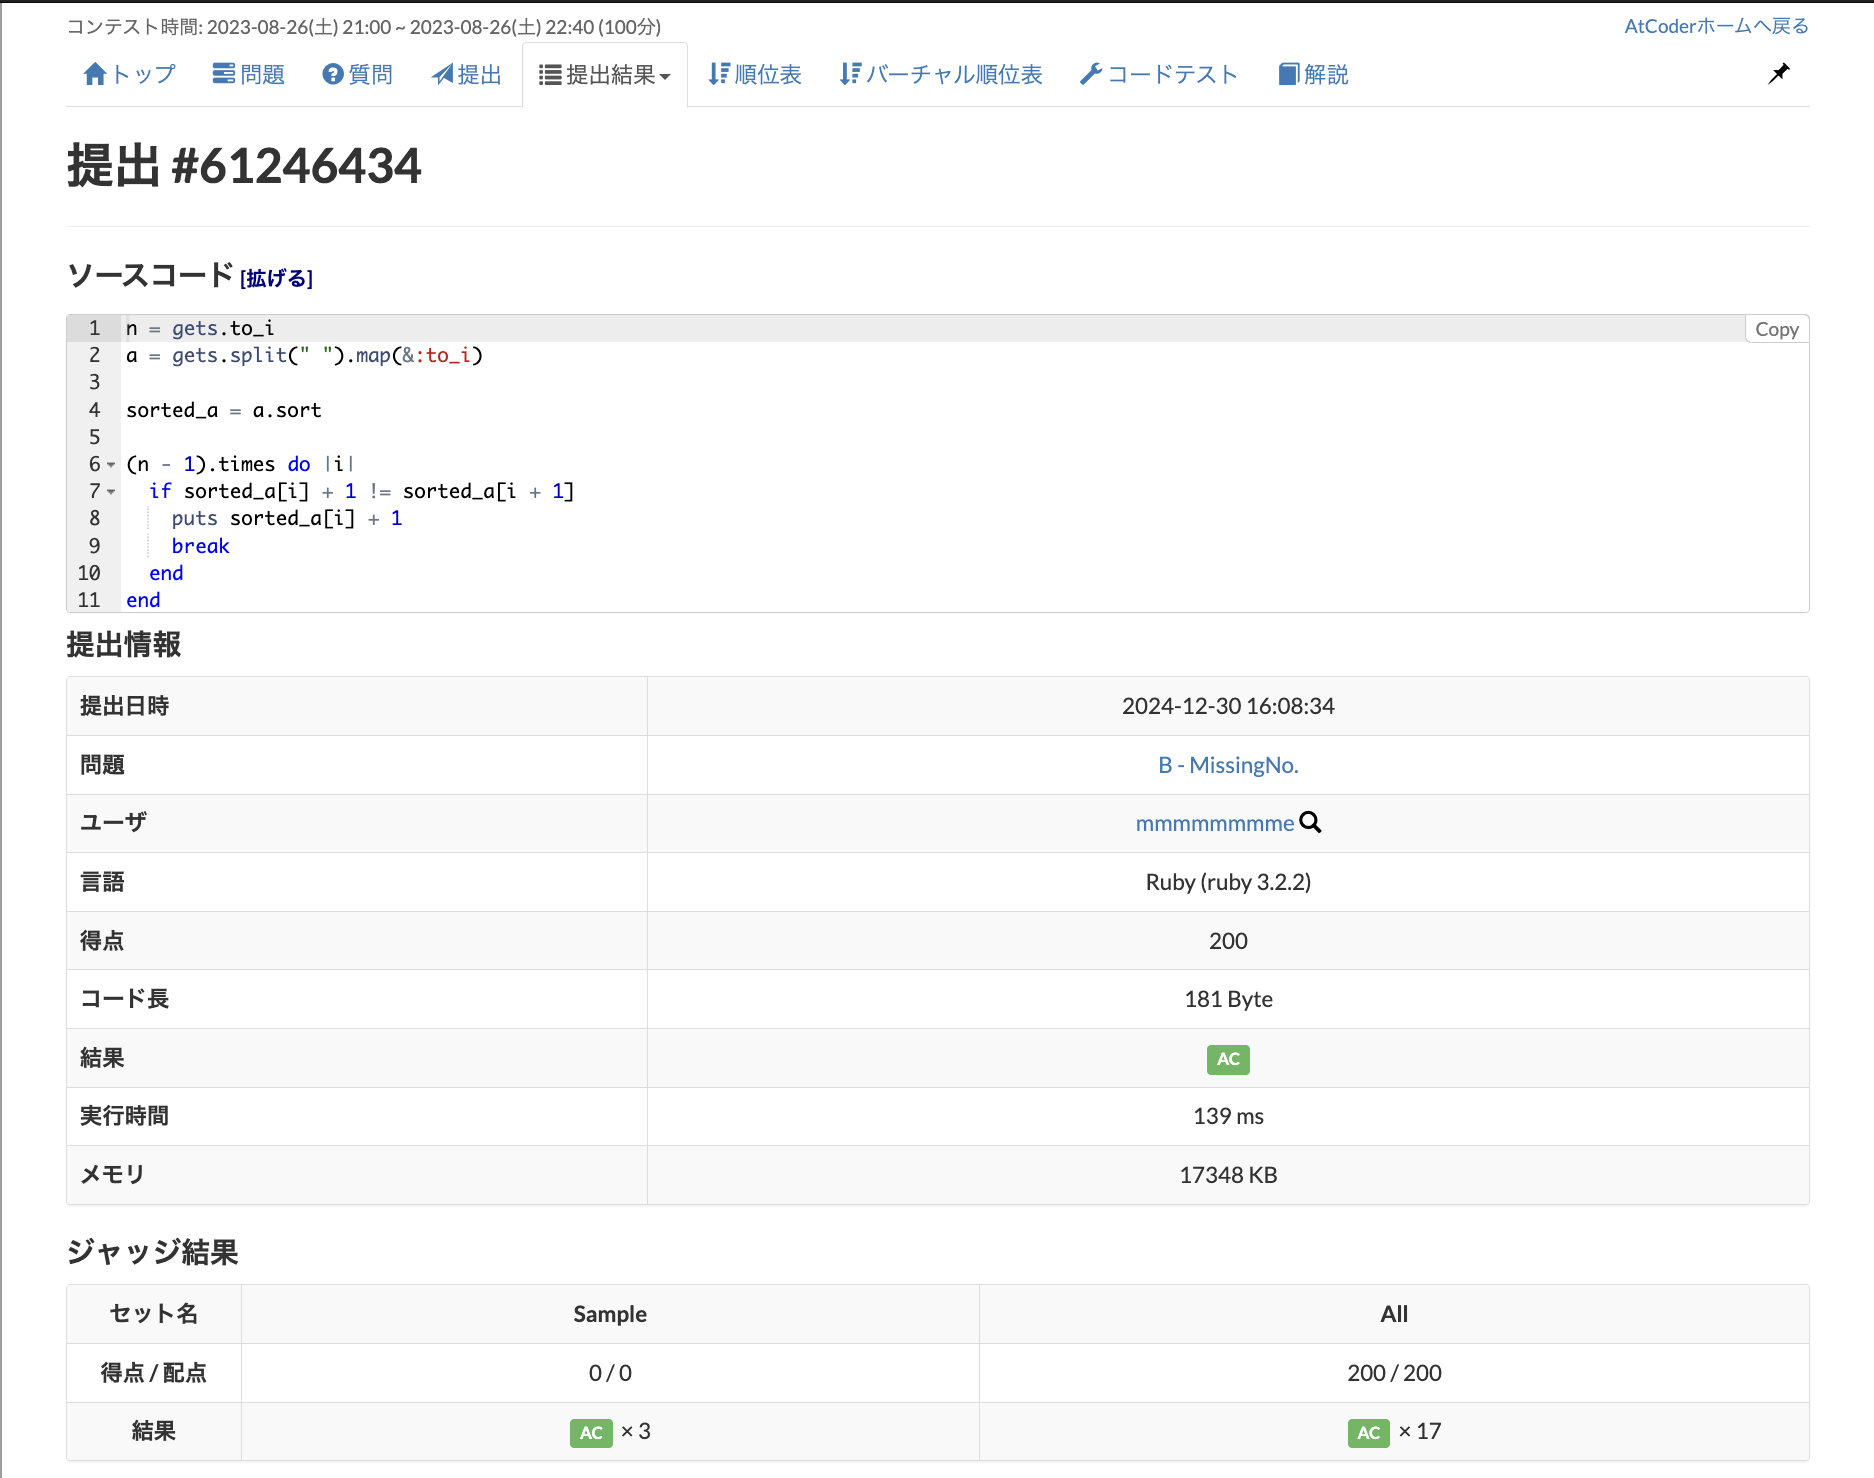 コンテスト時間: 2023-08-26(土) 21:00 ~ 2023-08-26(土) 22:40 (100分)
AtCoderホームへ戻る
トップ 問題 質問 提出 提出結果 順位表 バーチャル順位表 コードテスト 解説
提出 #61246434
ソースコード [拡げる]
Copy
1 n = gets.to_i
2 a = gets.split(" ").map(&:to_i)
3
4 sorted_a = a.sort
5
6 (n - 1).times do |i|
7   if sorted_a[i] + 1 != sorted_a[i + 1]
8     puts sorted_a[i] + 1
9     break
10   end
11 end
提出情報
提出日時 2024-12-30 16:08:34
問題 B - MissingNo.
ユーザ mmmmmmmme
言語 Ruby (ruby 3.2.2)
得点 200
コード長 181 Byte
結果 AC
実行時間 139 ms
メモリ 17348 KB
ジャッジ結果
セット名 Sample All
得点 / 配点 0 / 0 200 / 200
結果 AC × 3 AC × 17